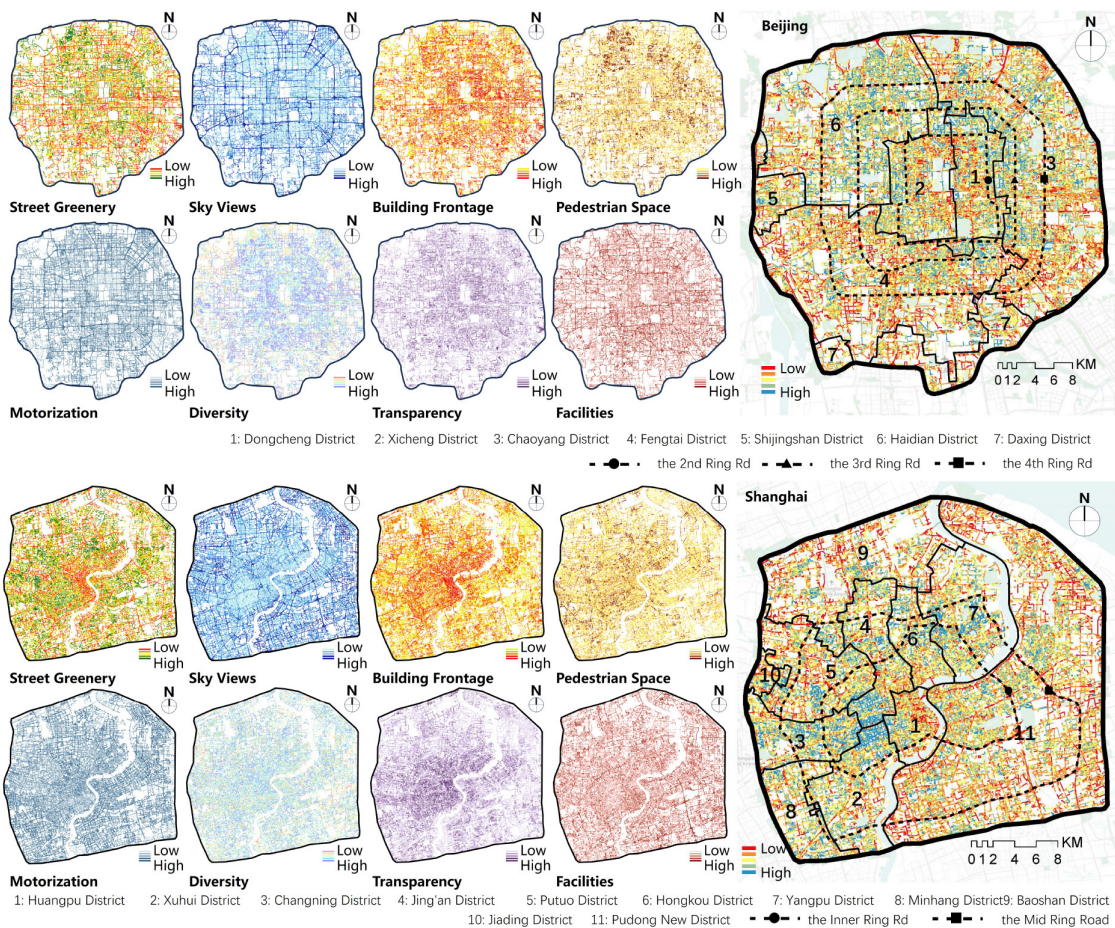 N N N N
Beijing
N
6
3
1
2
5
4
7
7
Low
High
Low
High
Low
High
Low
High
Street Greenery
Sky Views
Building Frontage
Pedestrian Space
N N N N
Low
High
Low
High
Low
High
Low
High
Low
High
KM
0 1 2 4 6 8
Motorization
Diversity
Transparency
Facilities
1: Dongcheng District 2: Xicheng District 3: Chaoyang District 4: Fengtai District 5: Shijingshan District 6: Haidian District 7: Daxing District
the 2nd Ring Rd the 3rd Ring Rd the 4th Ring Rd
N N N N
Shanghai
N
9
4
7
6
5
10
1
3
11
2
8
Low
High
Low
High
Low
High
Low
High
Street Greenery
Sky Views
Building Frontage
Pedestrian Space
N N N N
Low
High
Low
High
Low
High
Low
High
Low
High
KM
0 1 2 4 6 8
Motorization
Diversity
Transparency
Facilities
1: Huangpu District 2: Xuhui District 3: Changning District 4: Jing'an District 5: Putuo District 6: Hongkou District 7: Yangpu District 8: Minhang District9: Baoshan District
10: Jiading District 11: Pudong New District the Inner Ring Rd the Mid Ring Road